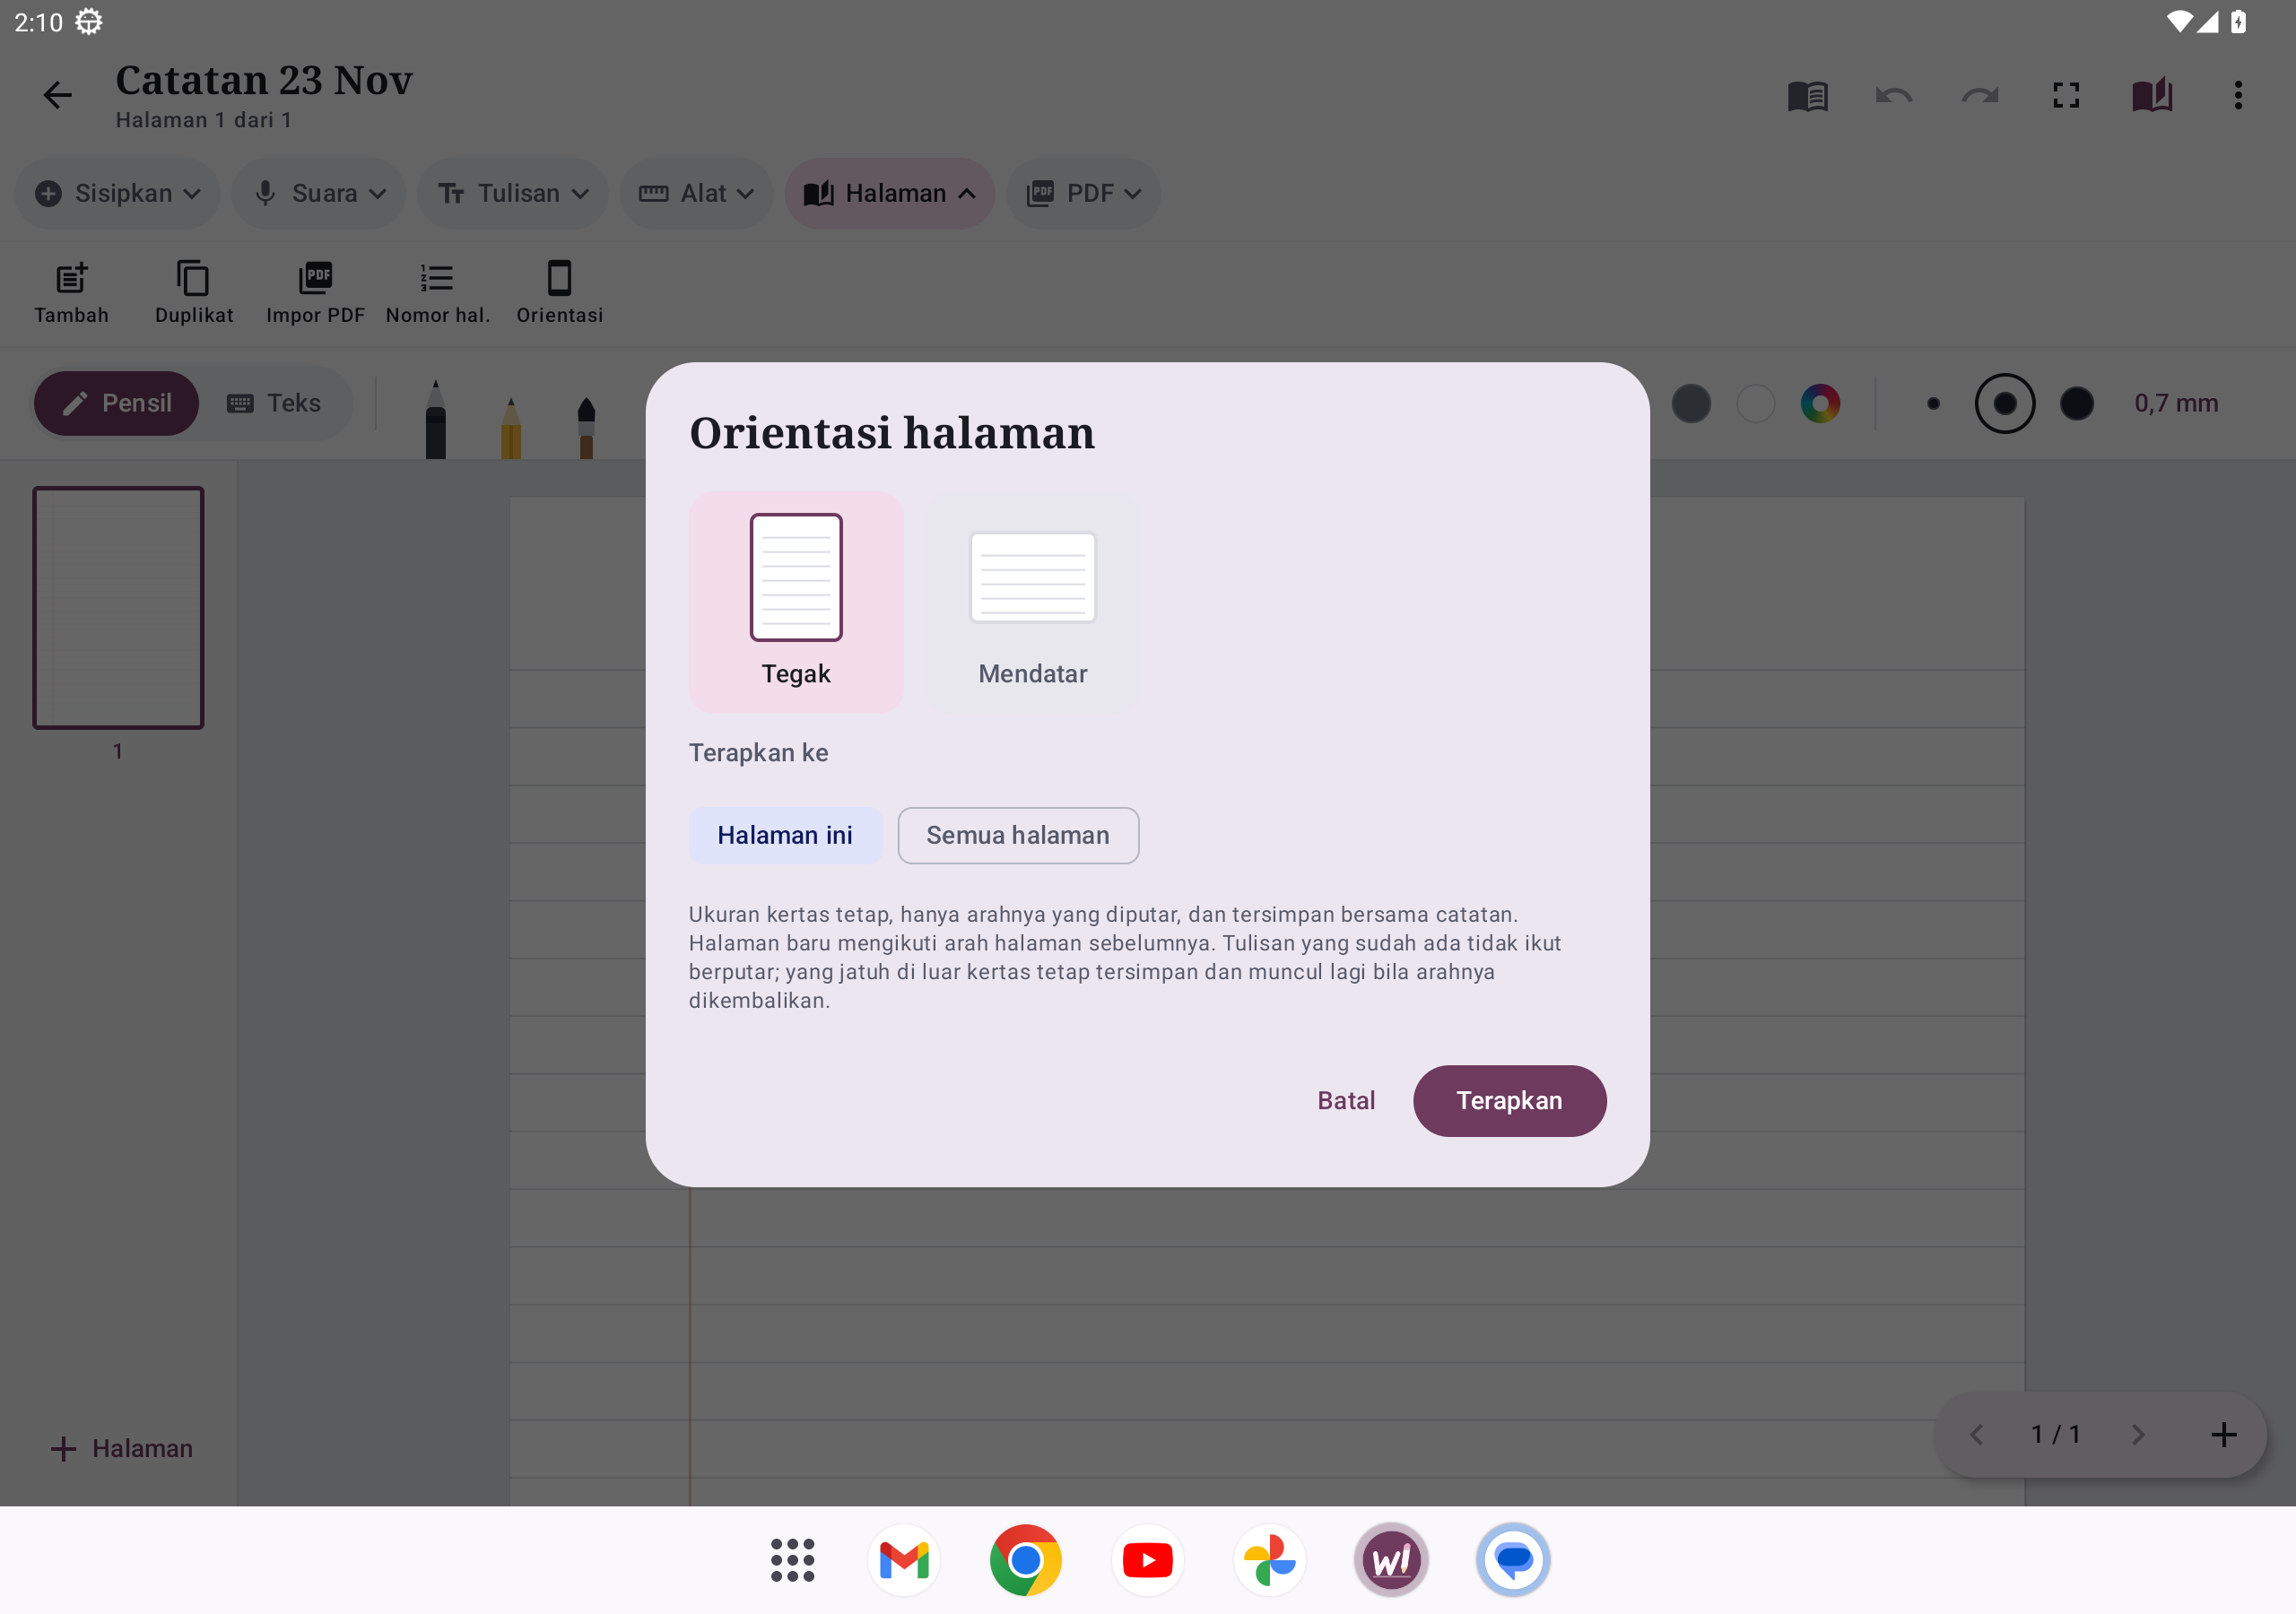 2:10
Catatan 23 Nov
Halaman 1 dari 1
Sisipkan
Suara
Tulisan
Alat
Halaman
PDF
Tambah
Duplikat
Impor PDF
Nomor hal.
Orientasi
Pensil
Teks
0,7 mm
Orientasi halaman
Tegak
Mendatar
Terapkan ke
Halaman ini
Semua halaman
Ukuran kertas tetap, hanya arahnya yang diputar, dan tersimpan bersama catatan.
Halaman baru mengikuti arah halaman sebelumnya. Tulisan yang sudah ada tidak ikut
berputar; yang jatuh di luar kertas tetap tersimpan dan muncul lagi bila arahnya
dikembalikan.
Batal
Terapkan
1
Halaman
1 / 1